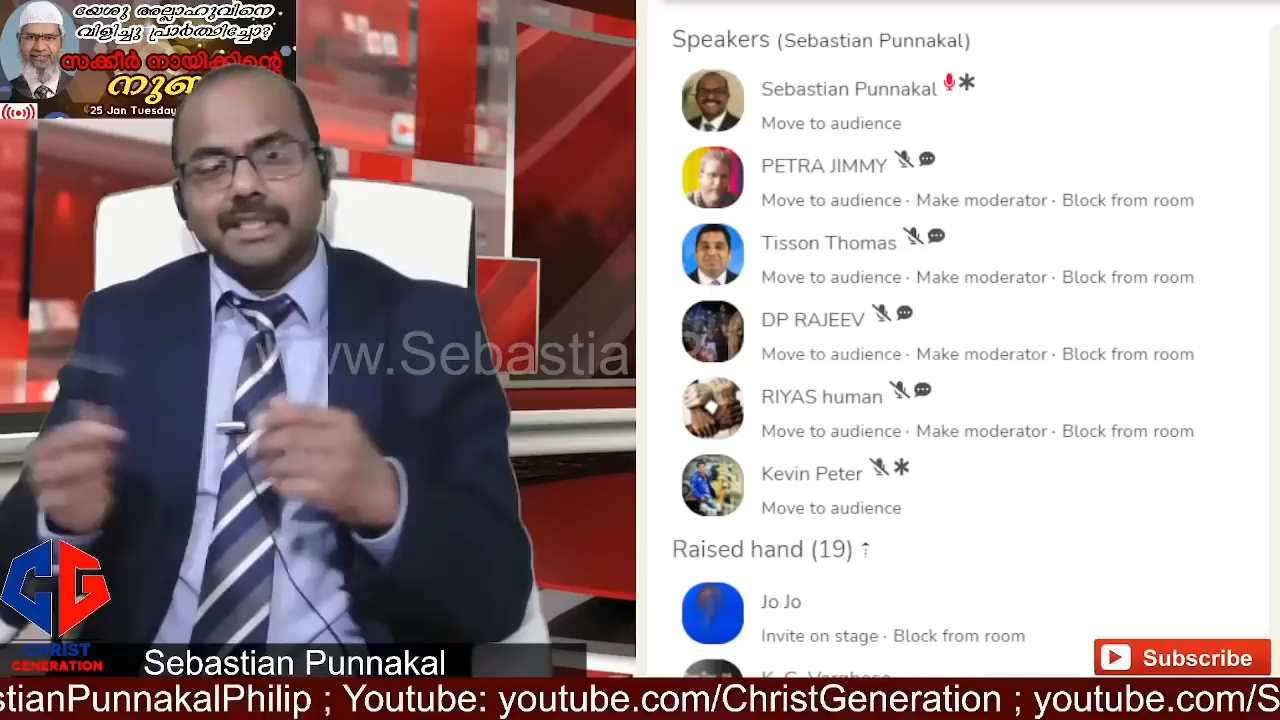 യേശു അല്ലാഹുവിനെ
വിളിച്ചു പ്രാർത്ഥിച്ചോ?
സക്കീർ നായിക്കിന്റെ
25 Jan Tuesday
www.Sebastia
CG
CHRIST
GENERATION
Sebastian Punnakal
Speakers (Sebastian Punnakal)
Sebastian Punnakal
Move to audience
PETRA JIMMY
Move to audience · Make moderator · Block from room
Tisson Thomas
Move to audience · Make moderator · Block from room
DP RAJEEV
Move to audience · Make moderator · Block from room
RIYAS human
Move to audience · Make moderator · Block from room
Kevin Peter
Move to audience
Raised hand (19)
Jo Jo
Invite on stage · Block from room
K. C. Varghese
Subscribe
stianPunnakalPhilip ; Youtube: youtube.com/ChristGeneration ; youtube.com/S